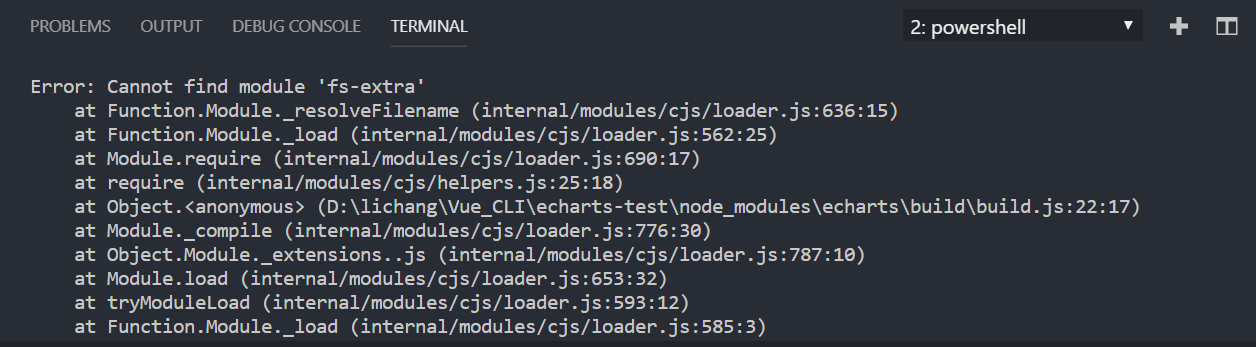 PROBLEMS OUTPUT DEBUG CONSOLE TERMINAL 2: powershell
Error: Cannot find module 'fs-extra'
    at Function.Module._resolveFilename (internal/modules/cjs/loader.js:636:15)
    at Function.Module._load (internal/modules/cjs/loader.js:562:25)
    at Module.require (internal/modules/cjs/loader.js:690:17)
    at require (internal/modules/cjs/helpers.js:25:18)
    at Object.<anonymous> (D:\lichang\Vue_CLI\echarts-test\node_modules\echarts\build\build.js:22:17)
    at Module._compile (internal/modules/cjs/loader.js:776:30)
    at Object.Module._extensions..js (internal/modules/cjs/loader.js:787:10)
    at Module.load (internal/modules/cjs/loader.js:653:32)
    at tryModuleLoad (internal/modules/cjs/loader.js:593:12)
    at Function.Module._load (internal/modules/cjs/loader.js:585:3)